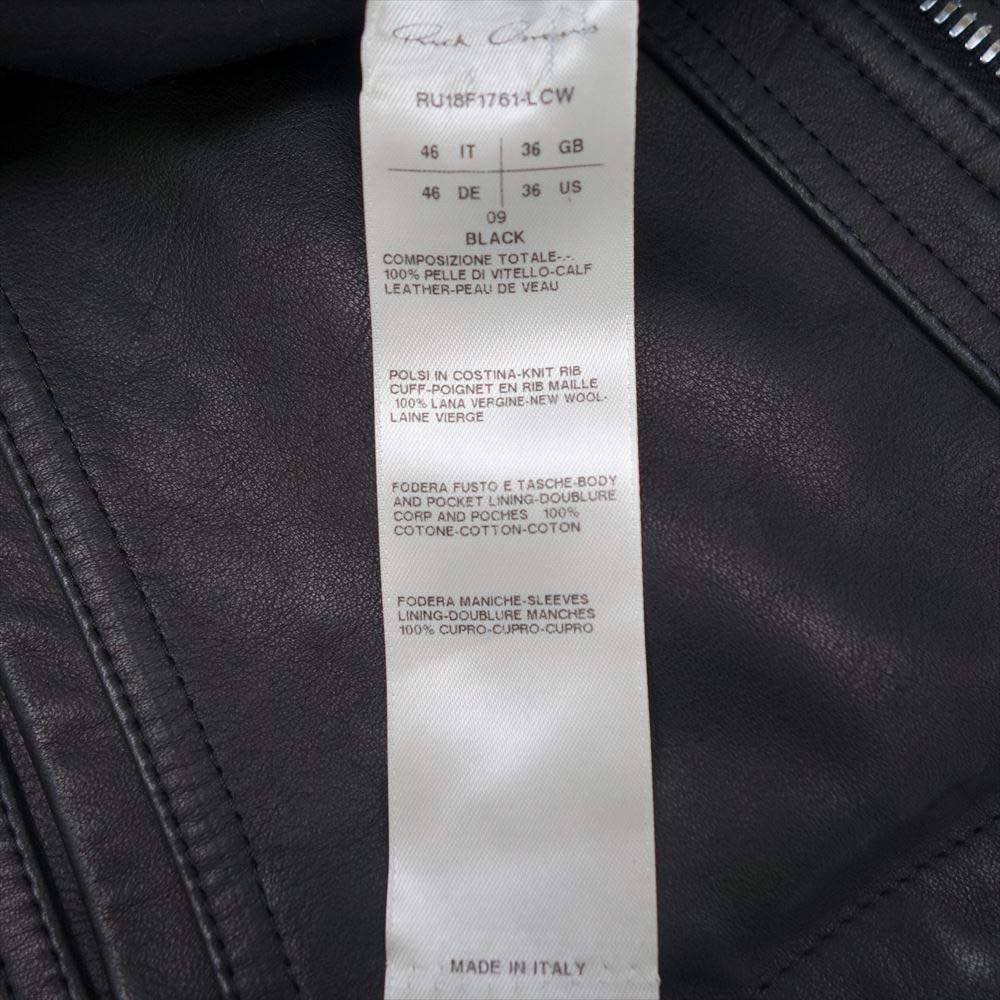 Rick Owens
RU18F1761-LCW
46 IT 36 GB
46 DE 36 US
09
BLACK
COMPOSIZIONE TOTALE-.-.
100% PELLE DI VITELLO-CALF
LEATHER-PEAU DE VEAU
POLSI IN COSTINA-KNIT RIB
CUFF-POIGNET EN RIB MAILLE
100% LANA VERGINE-NEW WOOL-
LAINE VIERGE
FODERA FUSTO E TASCHE-BODY
AND POCKET LINING-DOUBLURE
CORP AND POCHES 100%
COTONE-COTTON-COTON
FODERA MANICHE-SLEEVES
LINING-DOUBLURE MANCHES
100% CUPRO-CUPRO-CUPRO
MADE IN ITALY